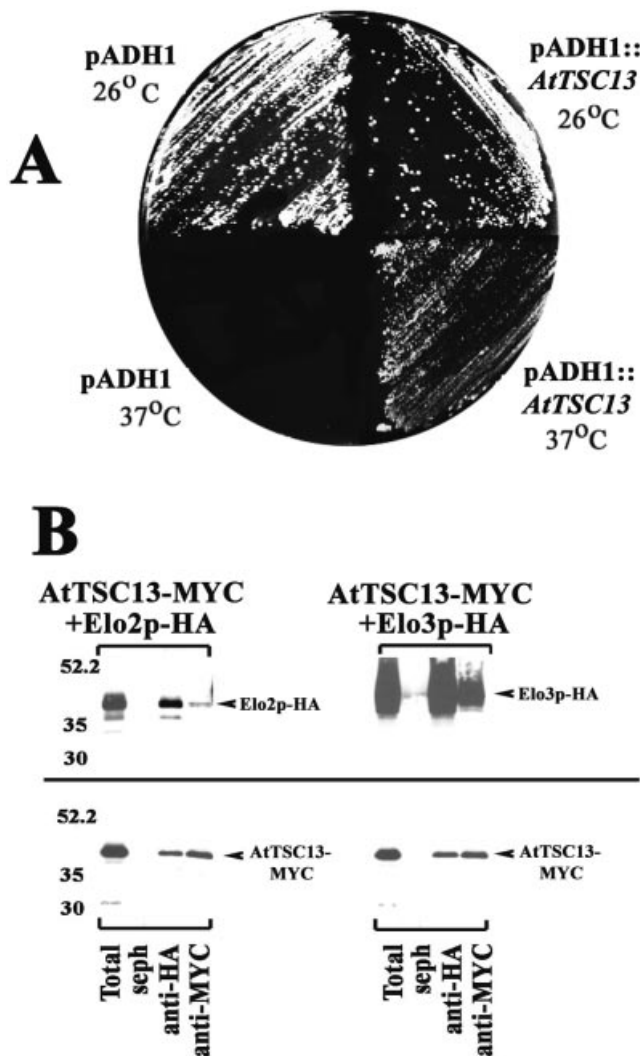 A
pADH1
26°C
pADH1::
AtTSC13
26°C
pADH1
37°C
pADH1::
AtTSC13
37°C
B
AtTSC13-MYC
+Elo2p-HA
AtTSC13-MYC
+Elo3p-HA
52.2
35
30
Elo2p-HA
Elo3p-HA
52.2
35
30
AtTSC13-
MYC
AtTSC13-
MYC
Total
seph
anti-HA
anti-MYC
Total
seph
anti-HA
anti-MYC